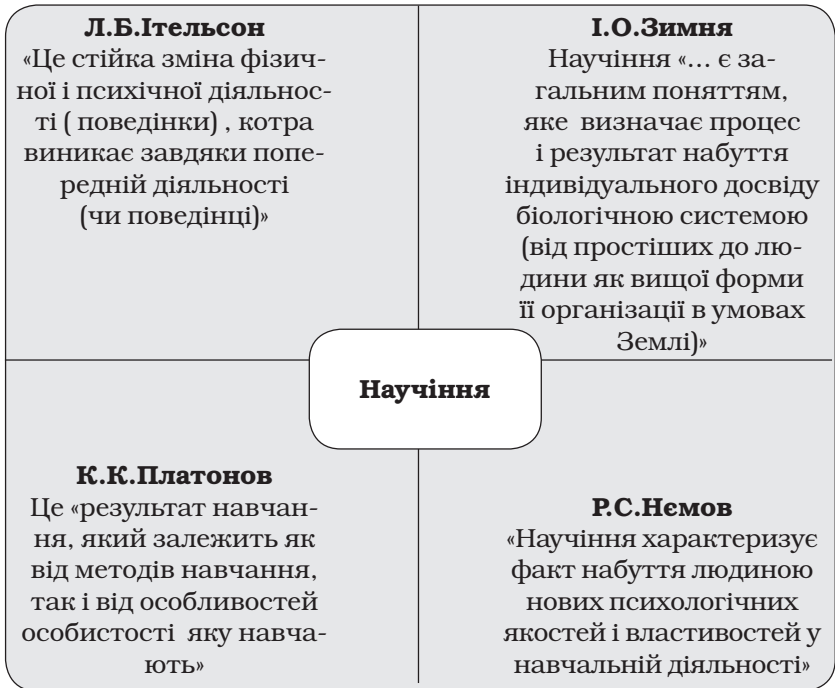 Л.Б.Ітельсон
«Це стійка зміна фізич-
ної і психічної діяльнос-
ті ( поведінки) , котра
виникає завдяки попе-
редній діяльності
(чи поведінці)»
І.О.Зимня
Научіння «... є за-
гальним поняттям,
яке визначає процес
і результат набуття
індивідуального досвіду
біологічною системою
(від простіших до лю-
дини як вищої форми
її організації в умовах
Землі)»
Научіння
К.К.Платонов
Це «результат навчан-
ня, який залежить як
від методів навчання,
так і від особливостей
особистості яку навча-
ють»
Р.С.Нємов
«Научіння характеризує
факт набуття людиною
нових психологічних
якостей і властивостей у
навчальній діяльності»